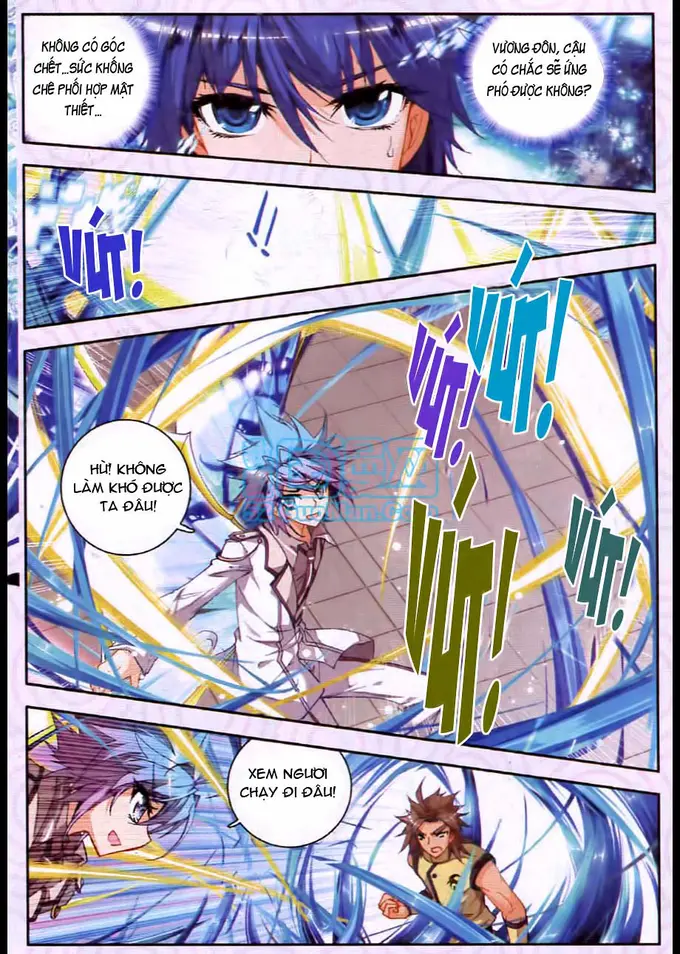 KHÔNG CÓ GÓC
CHẾT...SỨC KHỐNG
CHẾ PHỐI HỢP MẬT
THIẾT...
VƯƠNG ĐÔN, CẬU
CÓ CHẮC SẼ ỨNG
PHÓ ĐƯỢC KHÔNG?
VÚT!
!!
VÚT!
VÚT!
HỪ! KHÔNG
LÀM KHÓ ĐƯỢC
TA ĐÂU!
VÚT!
VÚT!
XEM NGƯƠI
CHẠY ĐI ĐÂU!